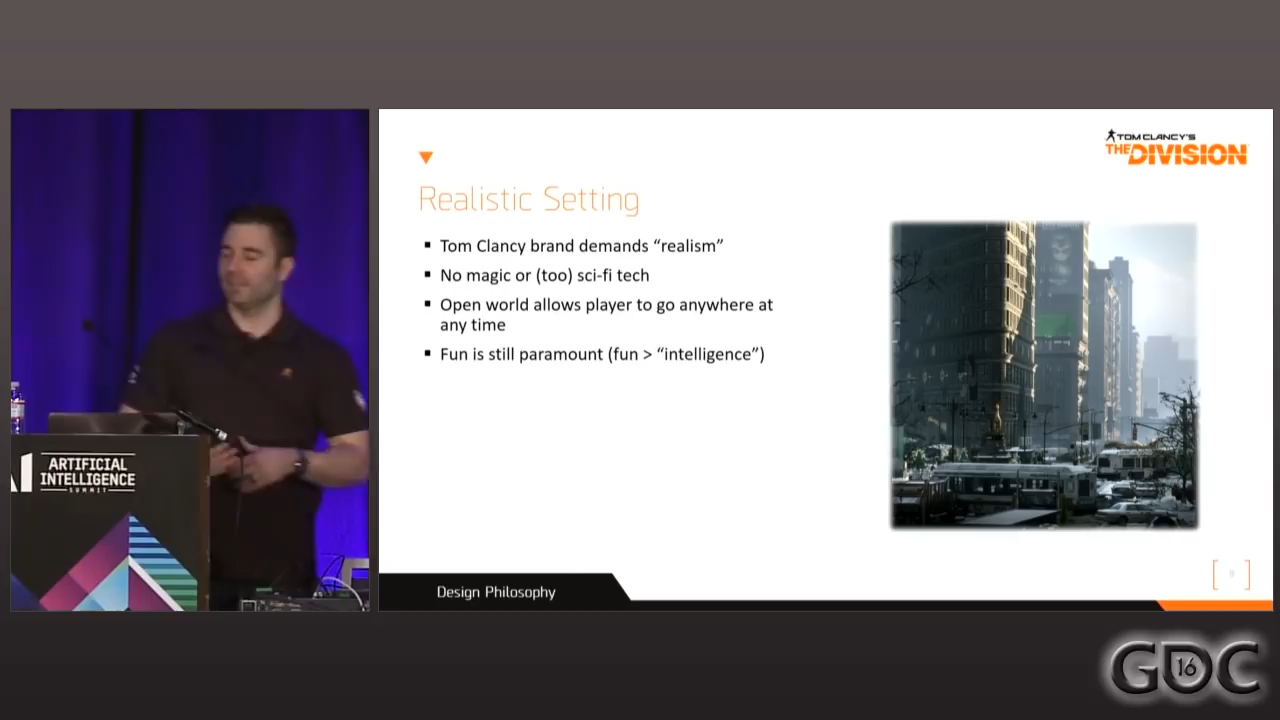 TOM CLANCY'S
THE DIVISION
Realistic Setting
▪ Tom Clancy brand demands “realism”
▪ No magic or (too) sci-fi tech
▪ Open world allows player to go anywhere at
any time
▪ Fun is still paramount (fun > “intelligence”)
AI ARTIFICIAL
INTELLIGENCE
SUMMIT
Design Philosophy
[ 9 ]
GDC
16